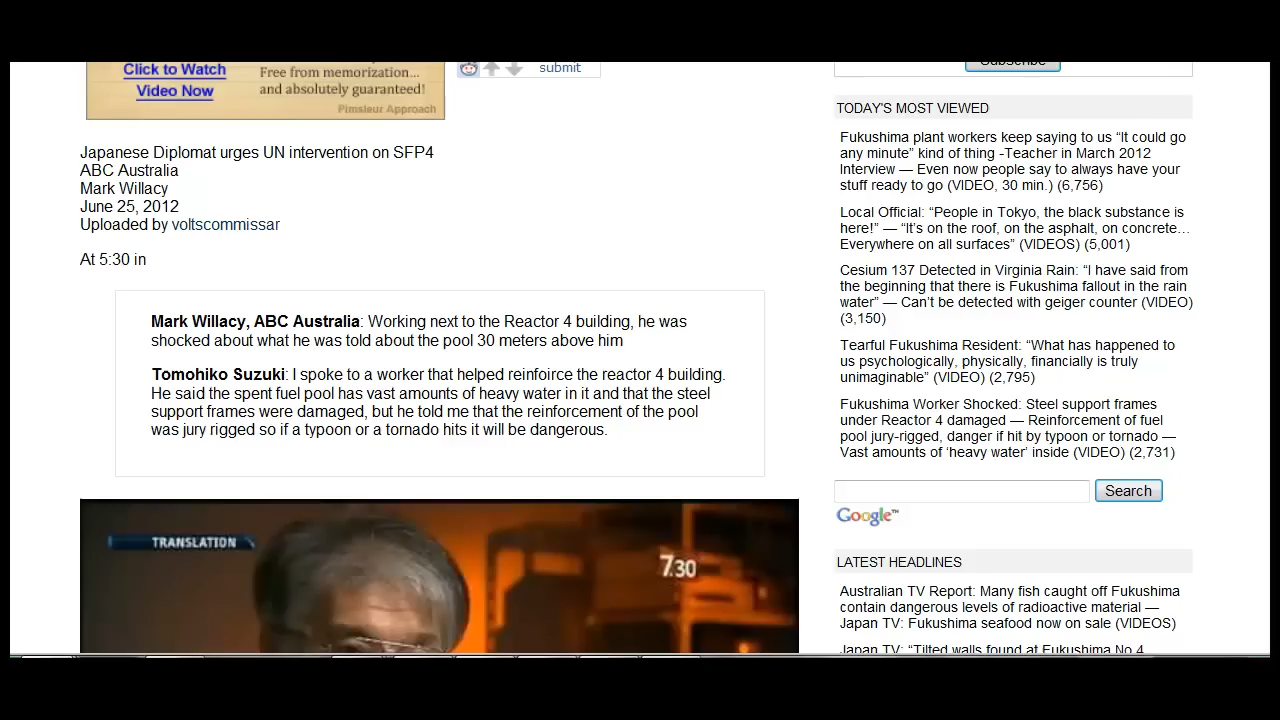 Click to Watch
Video Now
Free from memorization...
and absolutely guaranteed!
Pimsleur Approach
submit
Subscribe
Japanese Diplomat urges UN intervention on SFP4
ABC Australia
Mark Willacy
June 25, 2012
Uploaded by voltscommissar
At 5:30 in
Mark Willacy, ABC Australia: Working next to the Reactor 4 building, he was
shocked about what he was told about the pool 30 meters above him
Tomohiko Suzuki: I spoke to a worker that helped reinfoirce the reactor 4 building.
He said the spent fuel pool has vast amounts of heavy water in it and that the steel
support frames were damaged, but he told me that the reinforcement of the pool
was jury rigged so if a typoon or a tornado hits it will be dangerous.
TRANSLATION
7.30
TODAY'S MOST VIEWED
Fukushima plant workers keep saying to us “It could go
any minute” kind of thing -Teacher in March 2012
Interview — Even now people say to always have your
stuff ready to go (VIDEO, 30 min.) (6,756)
Local Official: “People in Tokyo, the black substance is
here!” — “It's on the roof, on the asphalt, on concrete…
Everywhere on all surfaces” (VIDEOS) (5,001)
Cesium 137 Detected in Virginia Rain: “I have said from
the beginning that there is Fukushima fallout in the rain
water” — Can't be detected with geiger counter (VIDEO)
(3,150)
Tearful Fukushima Resident: “What has happened to
us psychologically, physically, financially is truly
unimaginable” (VIDEO) (2,795)
Fukushima Worker Shocked: Steel support frames
under Reactor 4 damaged — Reinforcement of fuel
pool jury-rigged, danger if hit by typoon or tornado —
Vast amounts of ‘heavy water’ inside (VIDEO) (2,731)
Search
Google™
LATEST HEADLINES
Australian TV Report: Many fish caught off Fukushima
contain dangerous levels of radioactive material —
Japan TV: Fukushima seafood now on sale (VIDEOS)
Japan TV: “Tilted walls found at Fukushima No.4